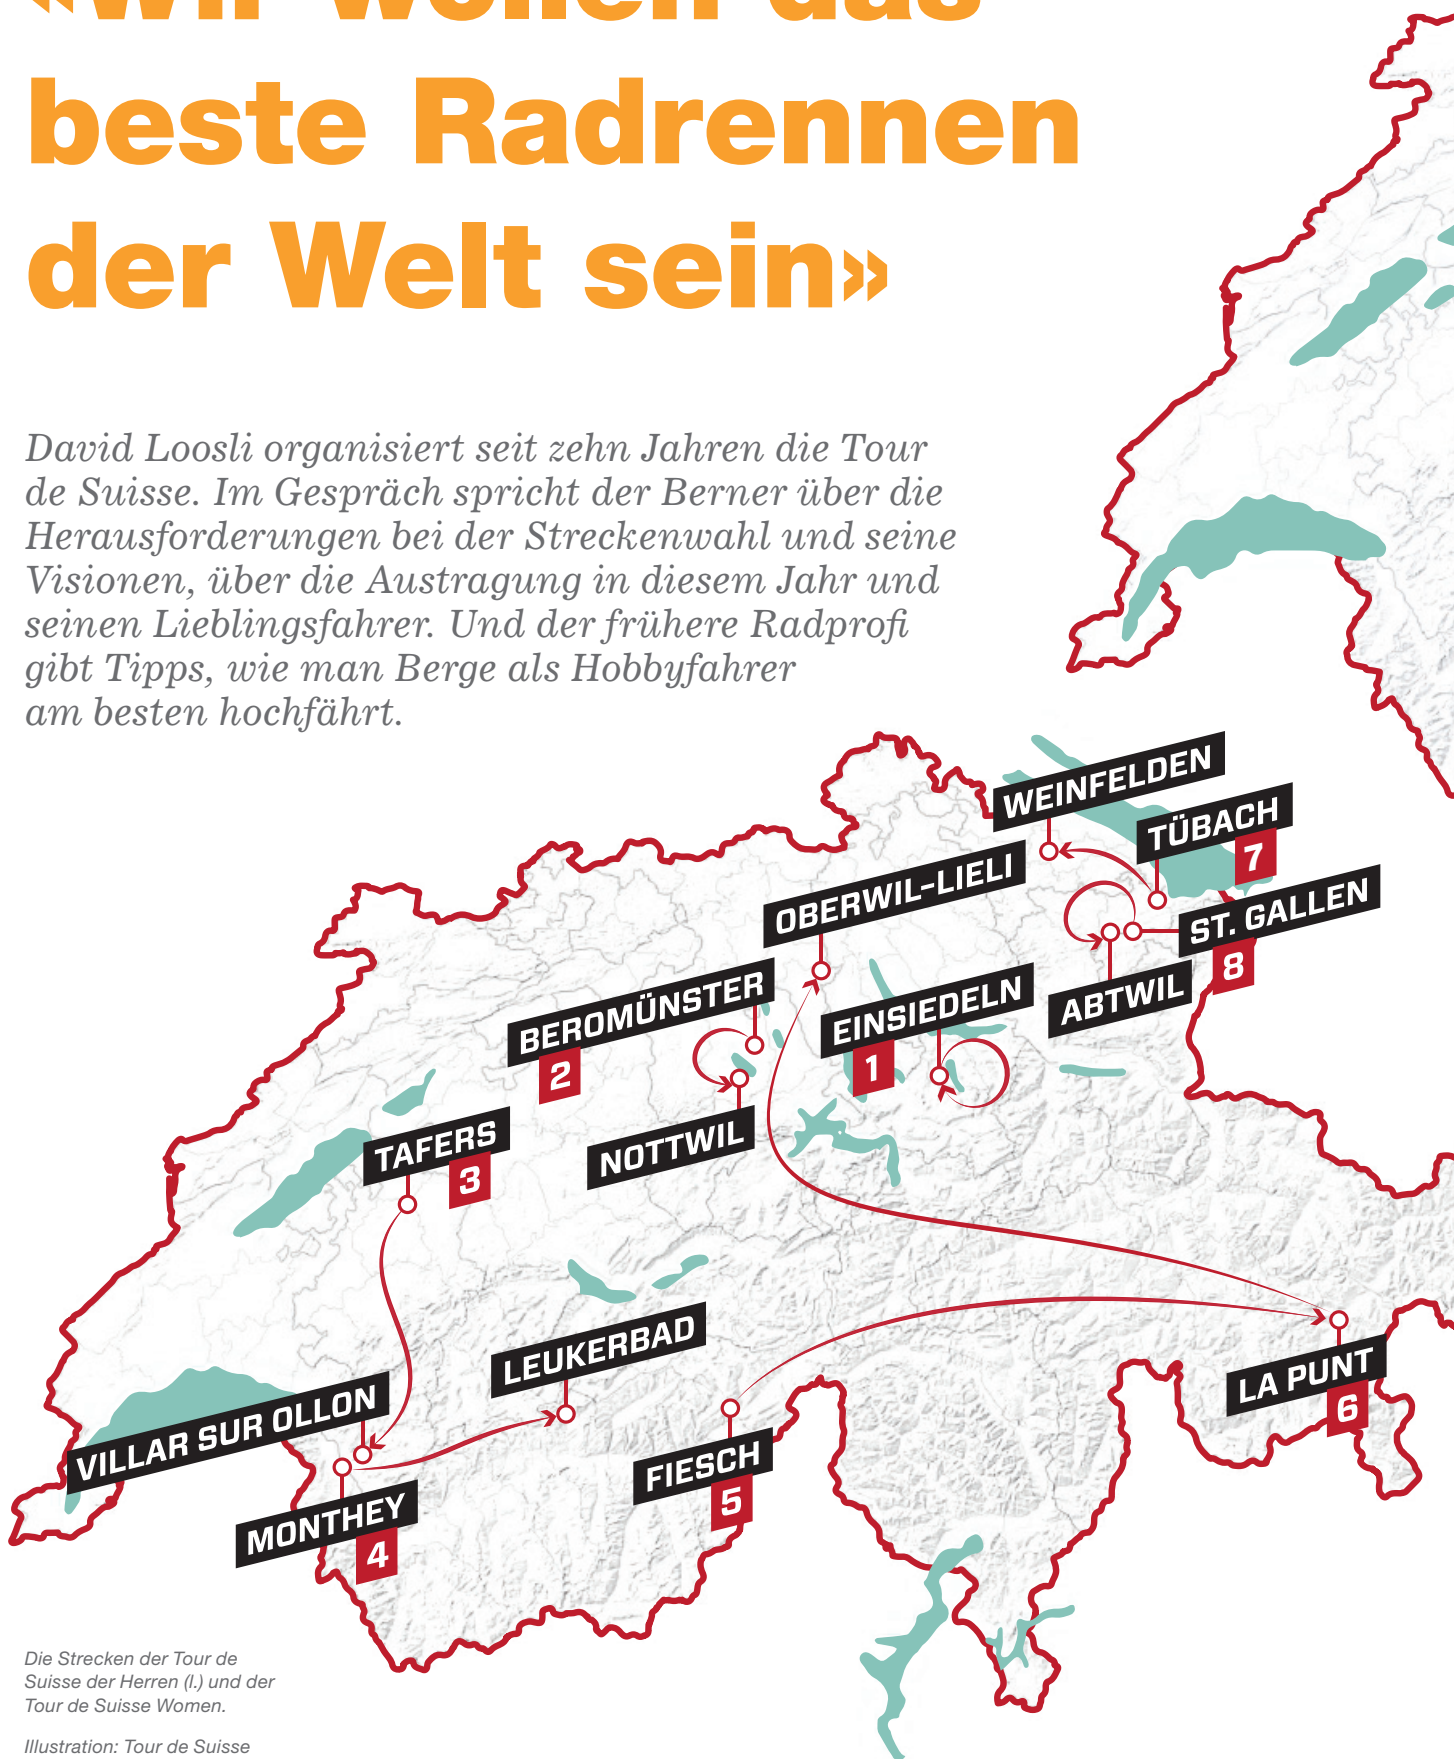 «Wir wollen das
beste Radrennen
der Welt sein»
David Loosli organisiert seit zehn Jahren die Tour
de Suisse. Im Gespräch spricht der Berner über die
Herausforderungen bei der Streckenwahl und seine
Visionen, über die Austragung in diesem Jahr und
seinen Lieblingsfahrer. Und der frühere Radprofi
gibt Tipps, wie man Berge als Hobbyfahrer
am besten hochfährt.
WEINFELDEN
TÜBACH
7
OBERWIL-LIELI
ST. GALLEN
8
BEROMÜNSTER
2
EINSIEDELN
1
ABTWIL
TAFERS
3
NOTTWIL
LEUKERBAD
LA PUNT
6
VILLAR SUR OLLON
FIESCH
5
MONTHEY
4
Die Strecken der Tour de
Suisse der Herren (l.) und der
Tour de Suisse Women.
Illustration: Tour de Suisse